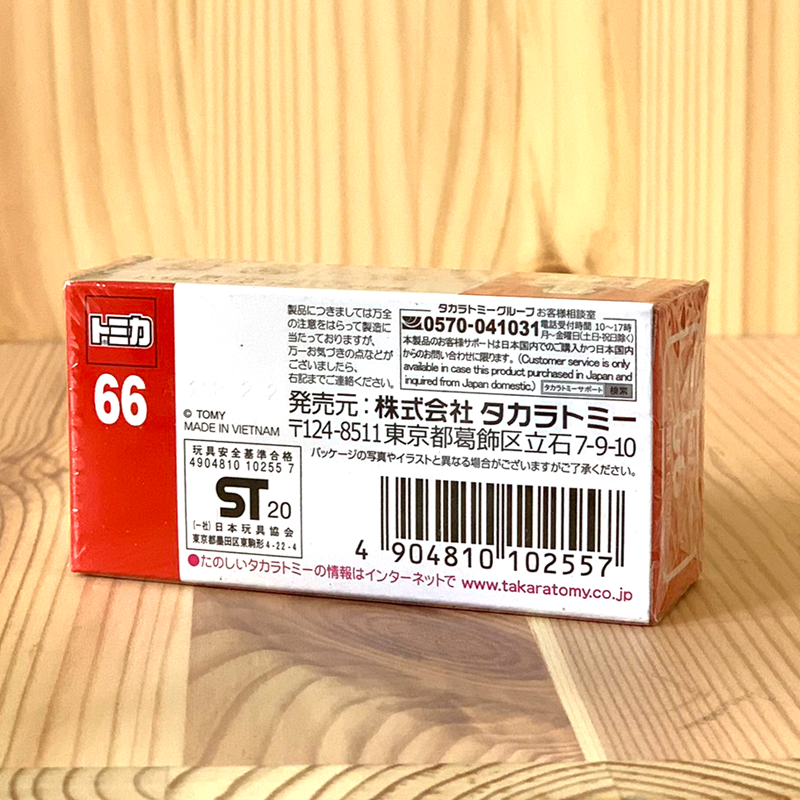 トミカ
66
© TOMY
MADE IN VIETNAM
玩具安全基準合格
4904810 10255 7
ST 20
(一社)日本玩具協会
東京都墨田区東駒形4-22-4
製品につきましては万全
の注意をはらって製造に
当たっておりますが、
万一お気づきの点などが
ございましたら、
右記までご連絡ください。
タカラトミーグループ お客様相談室
0570-041031 電話受付時間 10〜17時
月〜金曜日(土・日・祝日除く)
本製品のお客様サポートは日本国内でのご購入かつ日本国内
からのお問い合わせに限ります。(Customer service is only
available in case this product purchased in Japan and
inquired from Japan domestic.) タカラトミーサポート 検索
発売元:株式会社 タカラトミー
〒124-8511 東京都葛飾区立石7-9-10
パッケージの写真やイラストと異なる場合がございますがご了承ください。
4 904810 102557
●たのしいタカラトミーの情報はインターネットで www.takaratomy.co.jp